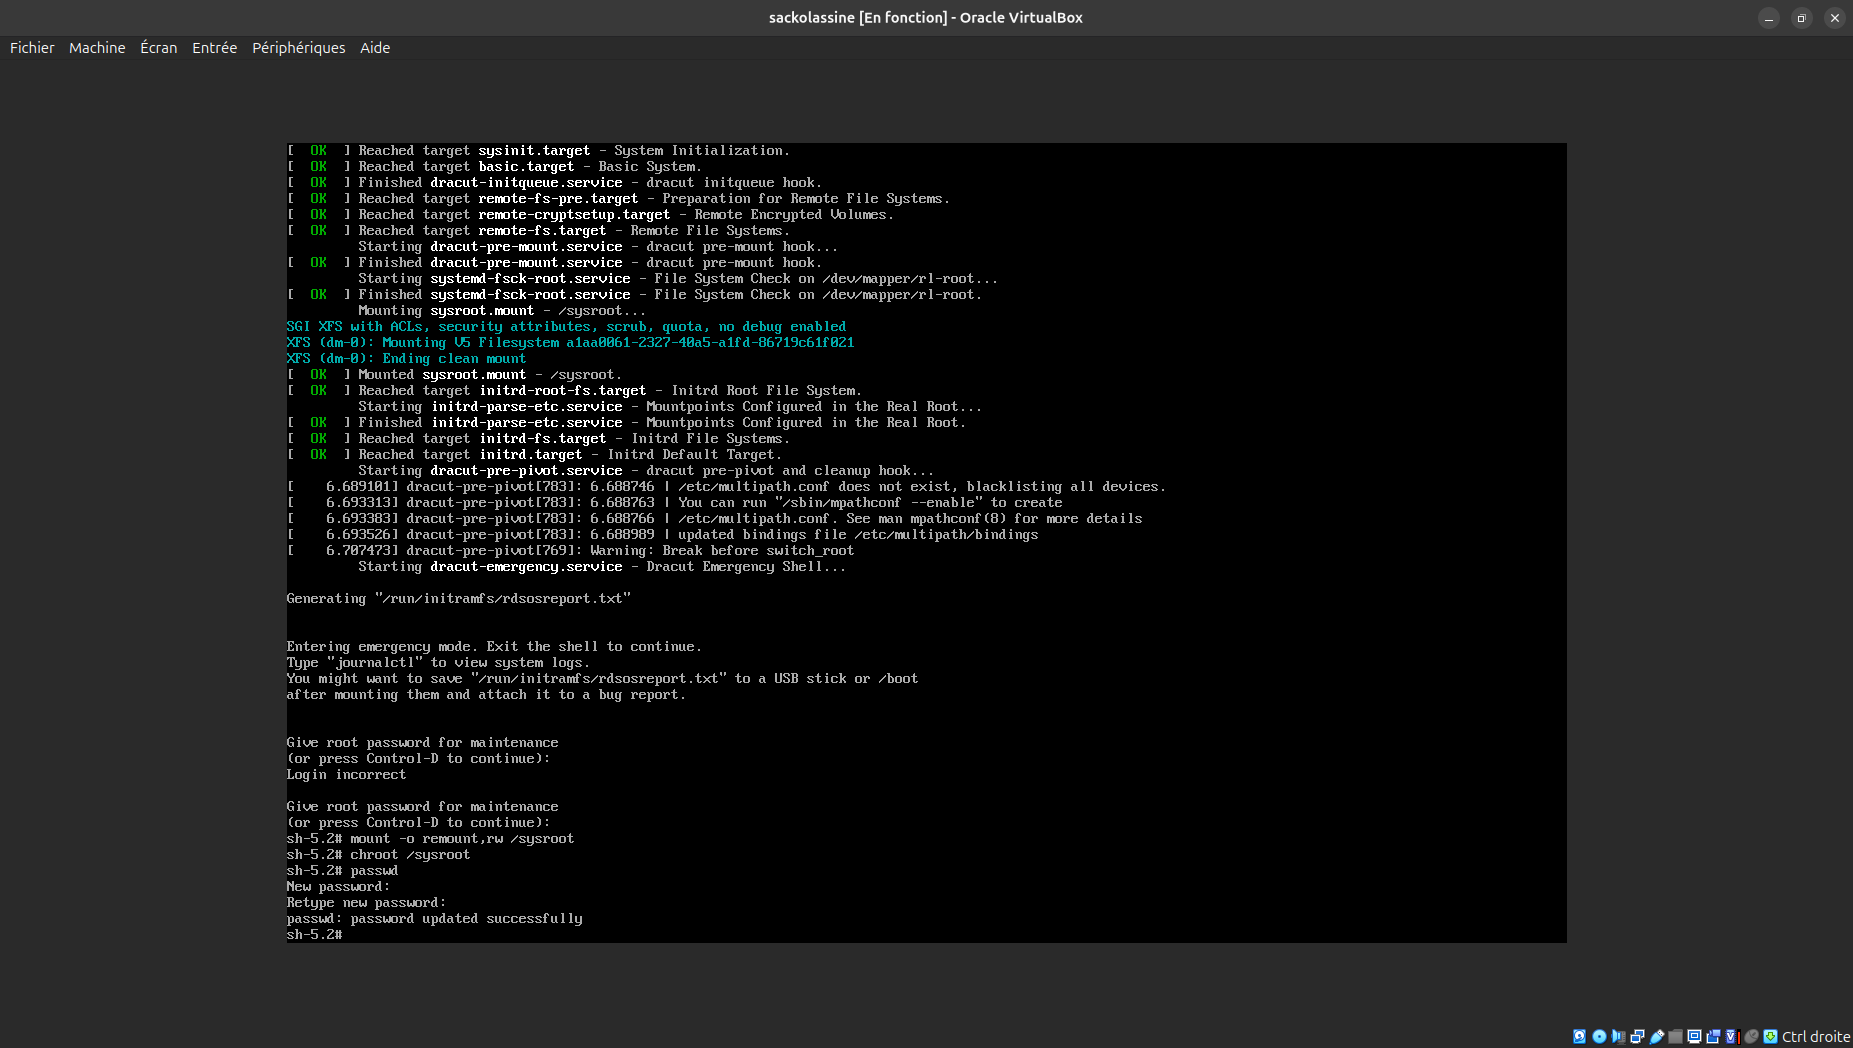 sackolassine [En fonction] - Oracle VirtualBox
Fichier Machine Écran Entrée Périphériques Aide
[  OK  ] Reached target sysinit.target - System Initialization.
[  OK  ] Reached target basic.target - Basic System.
[  OK  ] Finished dracut-initqueue.service - dracut initqueue hook.
[  OK  ] Reached target remote-fs-pre.target - Preparation for Remote File Systems.
[  OK  ] Reached target remote-cryptsetup.target - Remote Encrypted Volumes.
[  OK  ] Reached target remote-fs.target - Remote File Systems.
Starting dracut-pre-mount.service - dracut pre-mount hook...
[  OK  ] Finished dracut-pre-mount.service - dracut pre-mount hook.
Starting systemd-fsck-root.service - File System Check on /dev/mapper/rl-root...
[  OK  ] Finished systemd-fsck-root.service - File System Check on /dev/mapper/rl-root.
Mounting sysroot.mount - /sysroot...
SGI XFS with ACLs, security attributes, scrub, quota, no debug enabled
XFS (dm-0): Mounting V5 Filesystem a1aa0061-2327-40a5-a1fd-86719c61f021
XFS (dm-0): Ending clean mount
[  OK  ] Mounted sysroot.mount - /sysroot.
[  OK  ] Reached target initrd-root-fs.target - Initrd Root File System.
Starting initrd-parse-etc.service - Mountpoints Configured in the Real Root...
[  OK  ] Finished initrd-parse-etc.service - Mountpoints Configured in the Real Root.
[  OK  ] Reached target initrd-fs.target - Initrd File Systems.
[  OK  ] Reached target initrd.target - Initrd Default Target.
Starting dracut-pre-pivot.service - dracut pre-pivot and cleanup hook...
[    6.689101] dracut-pre-pivot[783]: 6.688746 | /etc/multipath.conf does not exist, blacklisting all devices.
[    6.693313] dracut-pre-pivot[783]: 6.688763 | You can run "/sbin/mpathconf --enable" to create
[    6.693383] dracut-pre-pivot[783]: 6.688766 | /etc/multipath.conf. See man mpathconf(8) for more details
[    6.693526] dracut-pre-pivot[783]: 6.688989 | updated bindings file /etc/multipath/bindings
[    6.707473] dracut-pre-pivot[769]: Warning: Break before switch_root
Starting dracut-emergency.service - Dracut Emergency Shell...
Generating "/run/initramfs/rdsosreport.txt"
Entering emergency mode. Exit the shell to continue.
Type "journalctl" to view system logs.
You might want to save "/run/initramfs/rdsosreport.txt" to a USB stick or /boot
after mounting them and attach it to a bug report.
Give root password for maintenance
(or press Control-D to continue):
Login incorrect
Give root password for maintenance
(or press Control-D to continue):
sh-5.2# mount -o remount,rw /sysroot
sh-5.2# chroot /sysroot
sh-5.2# passwd
New password:
Retype new password:
passwd: password updated successfully
sh-5.2#
Ctrl droite